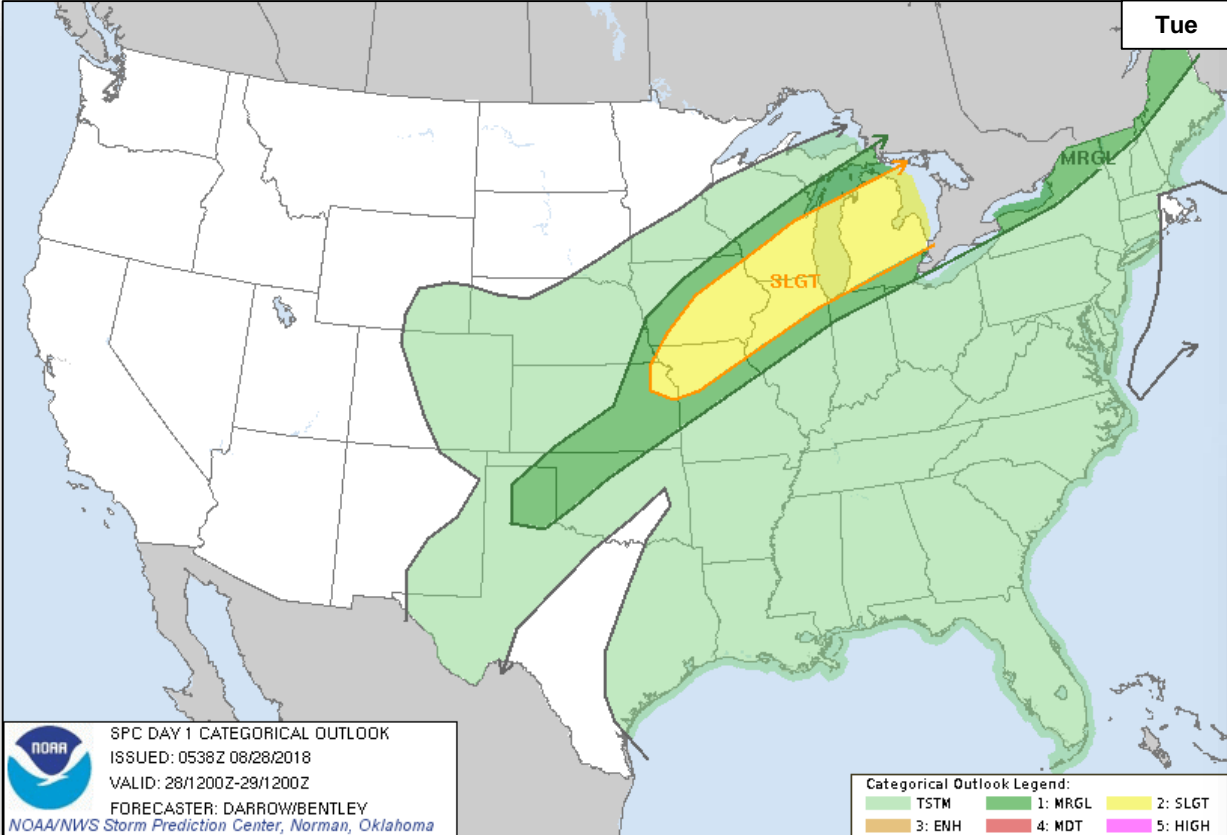 Tue
MRGL
SLGT
NOAA
SPC DAY 1 CATEGORICAL OUTLOOK
ISSUED: 0538Z 08/28/2018
VALID: 28/1200Z-29/1200Z
FORECASTER: DARROW/BENTLEY
NOAA/NWS Storm Prediction Center, Norman, Oklahoma
Categorical Outlook Legend:
TSTM 1: MRGL 2: SLGT
3: ENH 4: MDT 5: HIGH